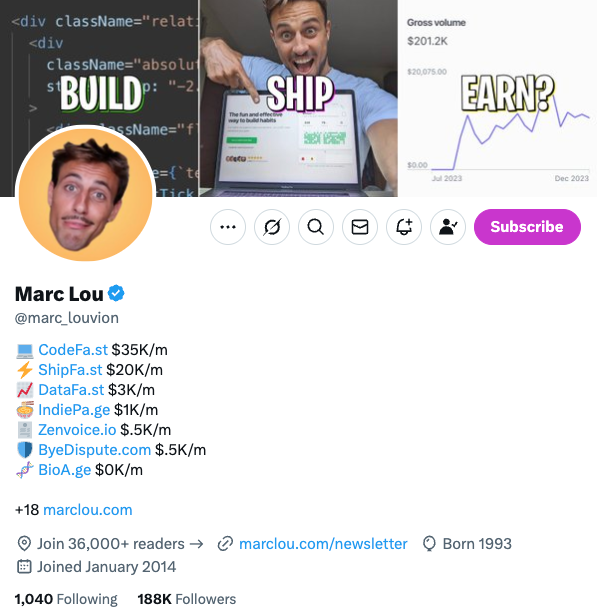 <div className="relati
<div
className="absolut
st p: "-2.
>
<d ssName="f
e={`te
Tick
BUILD
SHIP
The fun and effective
way to build habits
EARN?
Gross volume
$201.2K
$20,075.00
$0.00
Jul 2023
Dec 2023
Subscribe
Marc Lou
@marc_louvion
CodeFa.st $35K/m
ShipFa.st $20K/m
DataFa.st $3K/m
IndiePa.ge $1K/m
Zenvoice.io $.5K/m
ByeDispute.com $.5K/m
BioA.ge $0K/m
+18 marclou.com
Join 36,000+ readers → marclou.com/newsletter Born 1993
Joined January 2014
1,040 Following 188K Followers